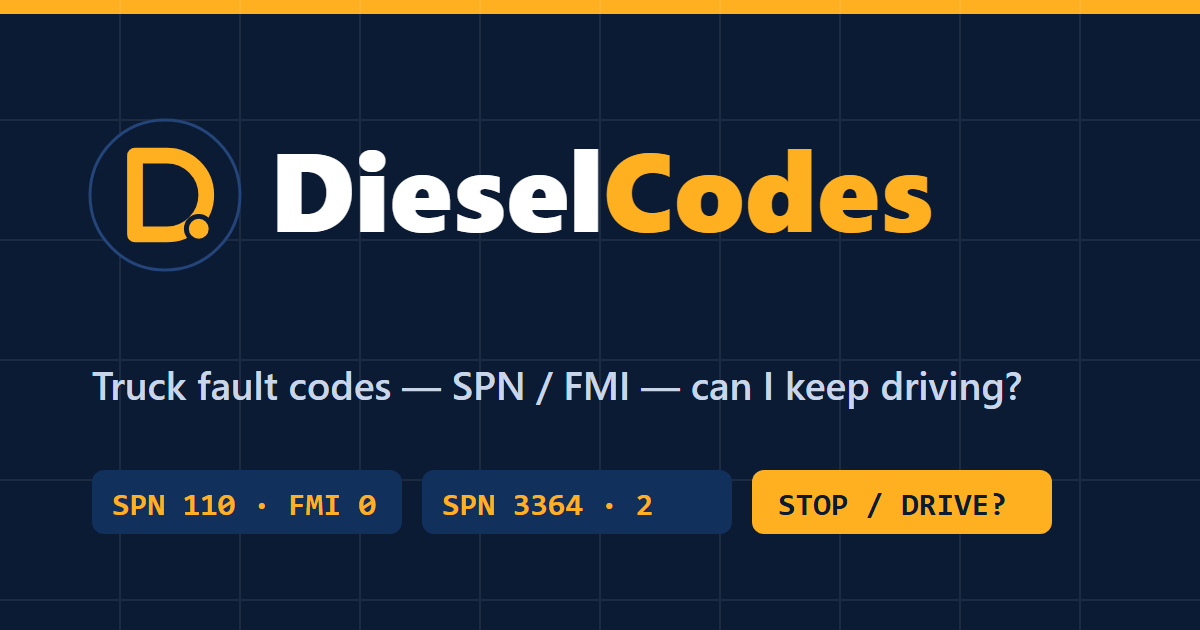 DieselCodes
Truck fault codes — SPN / FMI — can I keep driving?
SPN 110 · FMI 0
SPN 3364 · 2
STOP / DRIVE?